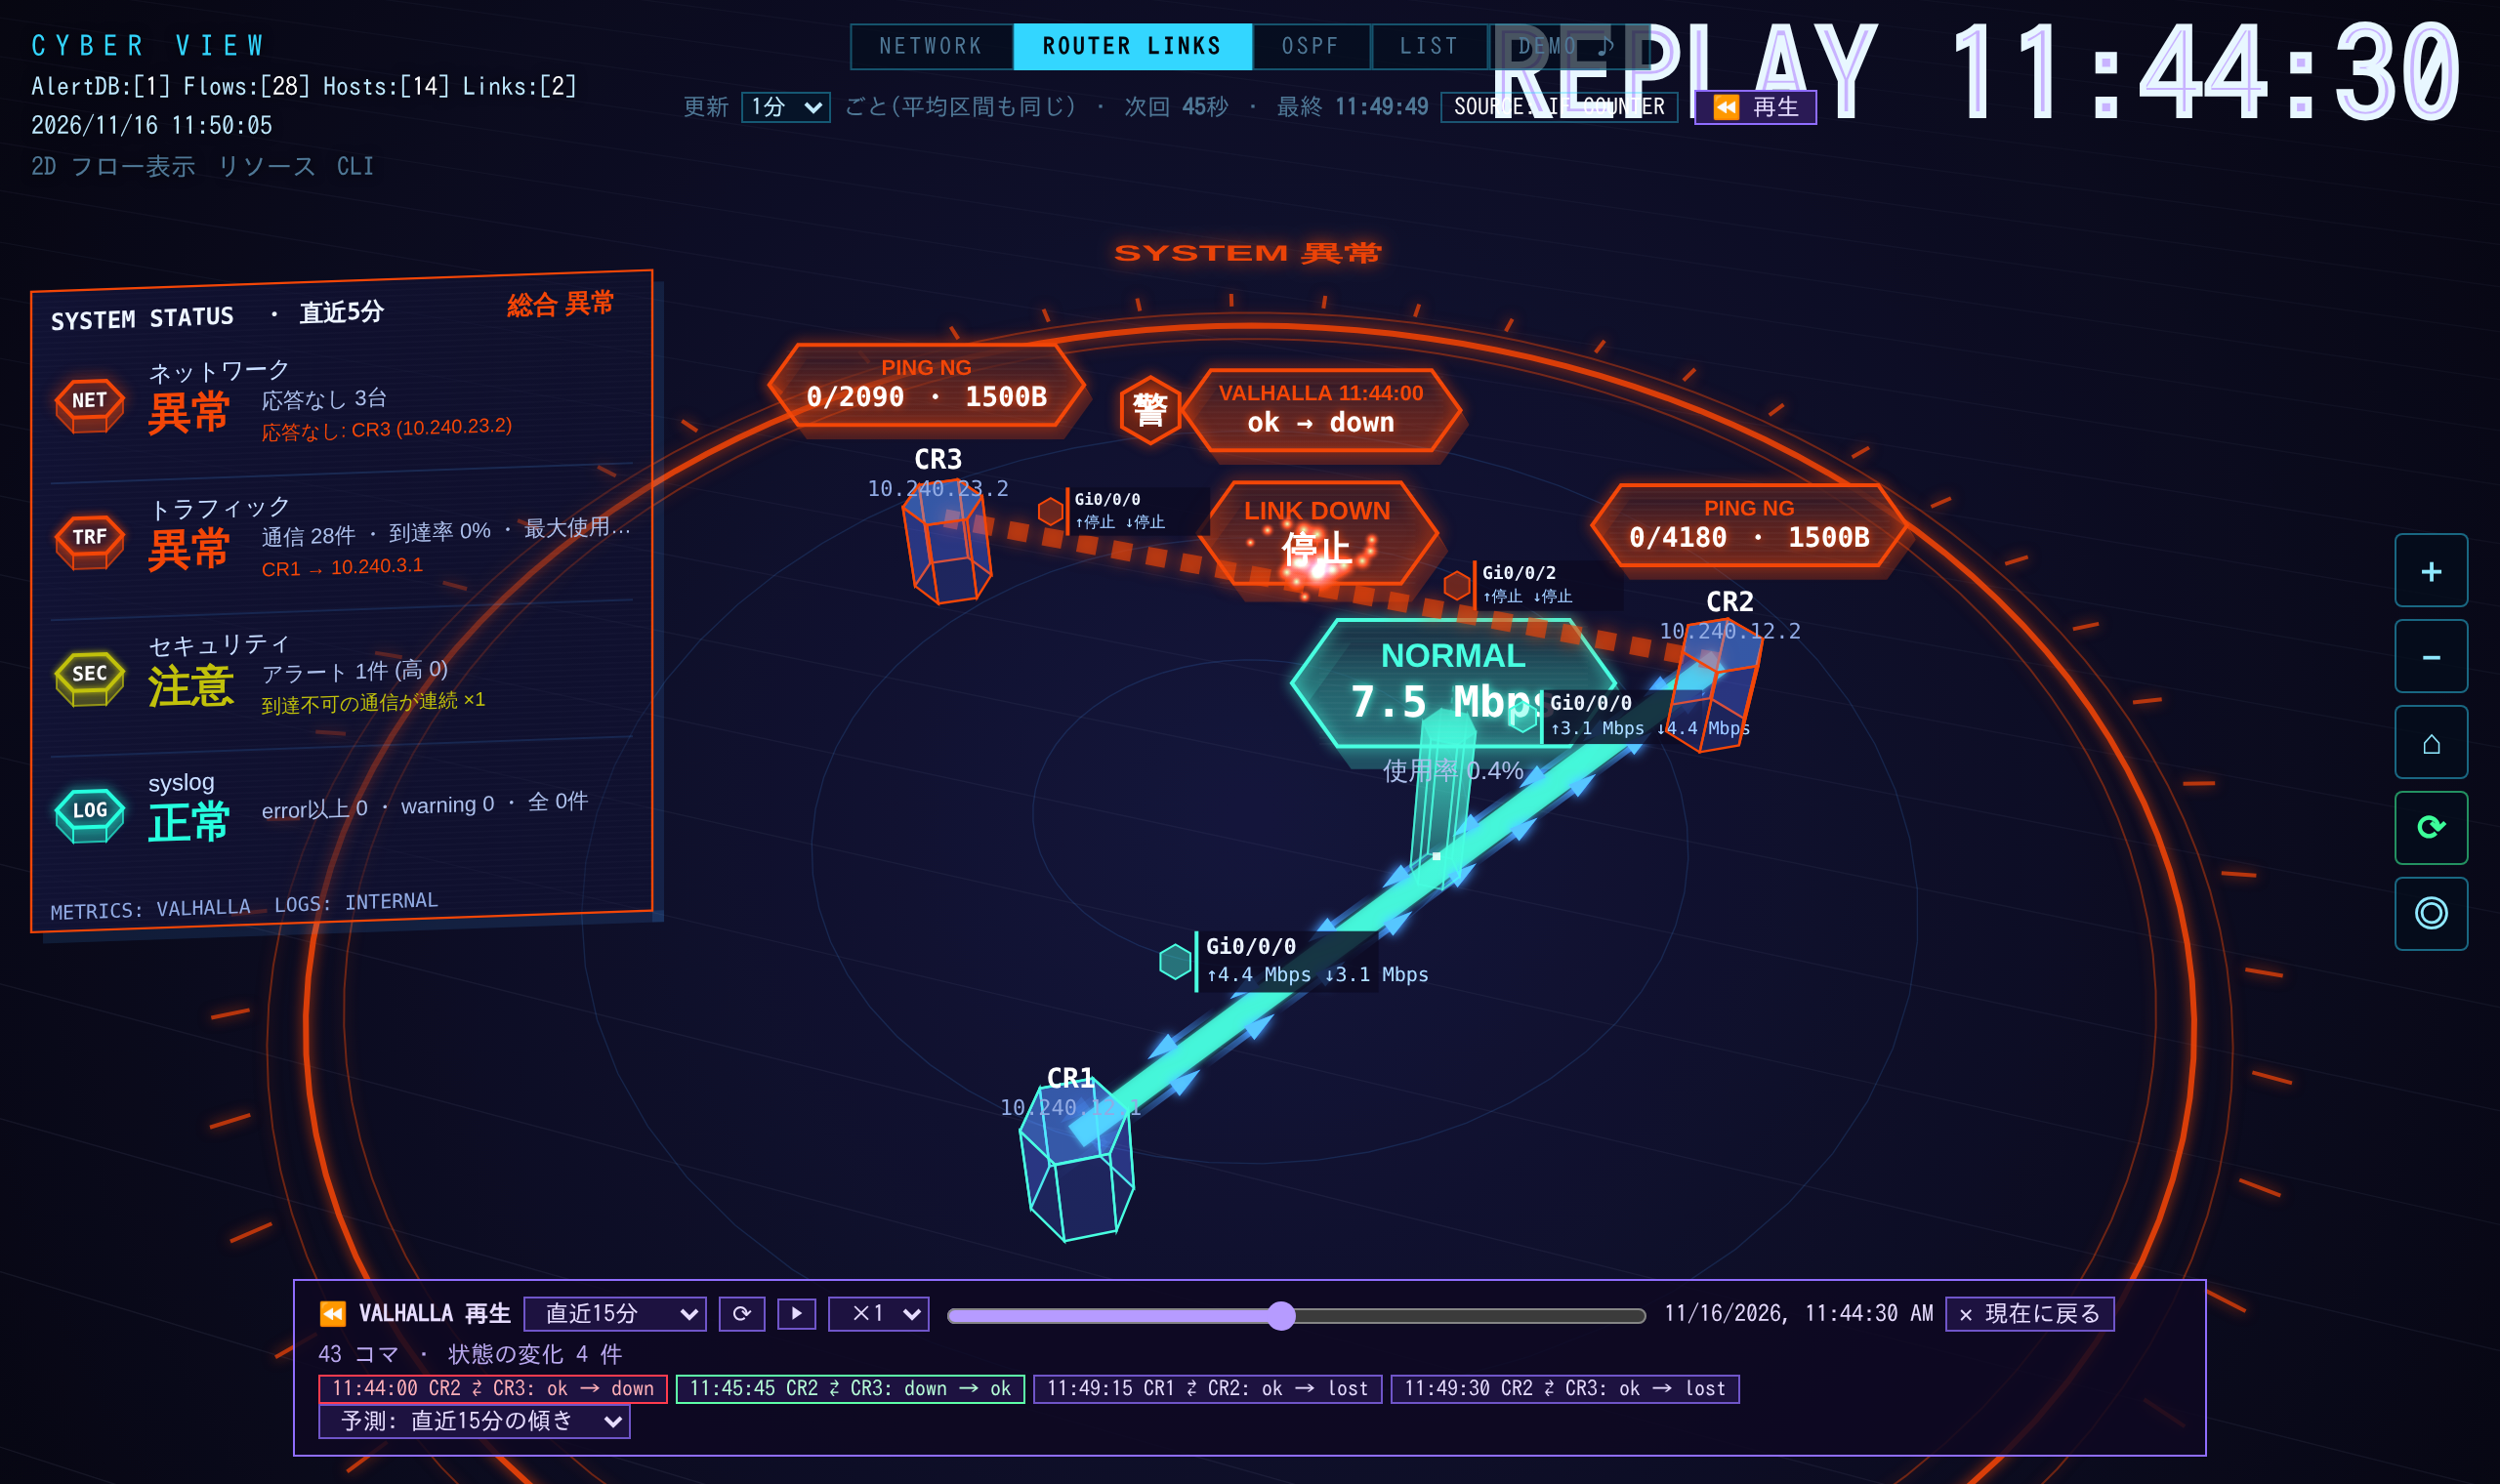 CYBER VIEW
AlertDB:[1] Flows:[28] Hosts:[14] Links:[2]
2026/11/16 11:50:05
2D フロー表示 リソース CLI
NETWORK
ROUTER LINKS
OSPF
LIST
DEMO ♪
REPLAY 11:44:30
更新 1分 ごと(平均区間も同じ) ・ 次回 45秒 ・ 最終 11:49:49
SOURCE: IF COUNTER
⏪ 再生
SYSTEM 異常
SYSTEM STATUS ・ 直近5分
総合 異常
NET
ネットワーク
異常
応答なし 3台
応答なし: CR3 (10.240.23.2)
TRF
トラフィック
異常
通信 28件 ・ 到達率 0% ・ 最大使用…
CR1 → 10.240.3.1
SEC
セキュリティ
注意
アラート 1件 (高 0)
到達不可の通信が連続 ×1
LOG
syslog
正常
error以上 0 ・ warning 0 ・ 全 0件
METRICS: VALHALLA LOGS: INTERNAL
PING NG
0/2090 ・ 1500B
警
VALHALLA 11:44:00
ok → down
CR3
10.240.23.2
Gi0/0/0
↑停止 ↓停止
LINK DOWN
停止
PING NG
0/4180 ・ 1500B
Gi0/0/2
↑停止 ↓停止
CR2
10.240.12.2
NORMAL
7.5 Mbps
Gi0/0/0
↑3.1 Mbps ↓4.4 Mbps
使用率 0.4%
Gi0/0/0
↑4.4 Mbps ↓3.1 Mbps
CR1
10.240.12.1
+
−
⌂
⟳
◎
⏪ VALHALLA 再生 直近15分 ⟳ ▶ ×1 11/16/2026, 11:44:30 AM × 現在に戻る
43 コマ ・ 状態の変化 4 件
11:44:00 CR2 ⇄ CR3: ok → down
11:45:45 CR2 ⇄ CR3: down → ok
11:49:15 CR1 ⇄ CR2: ok → lost
11:49:30 CR2 ⇄ CR3: ok → lost
予測: 直近15分の傾き